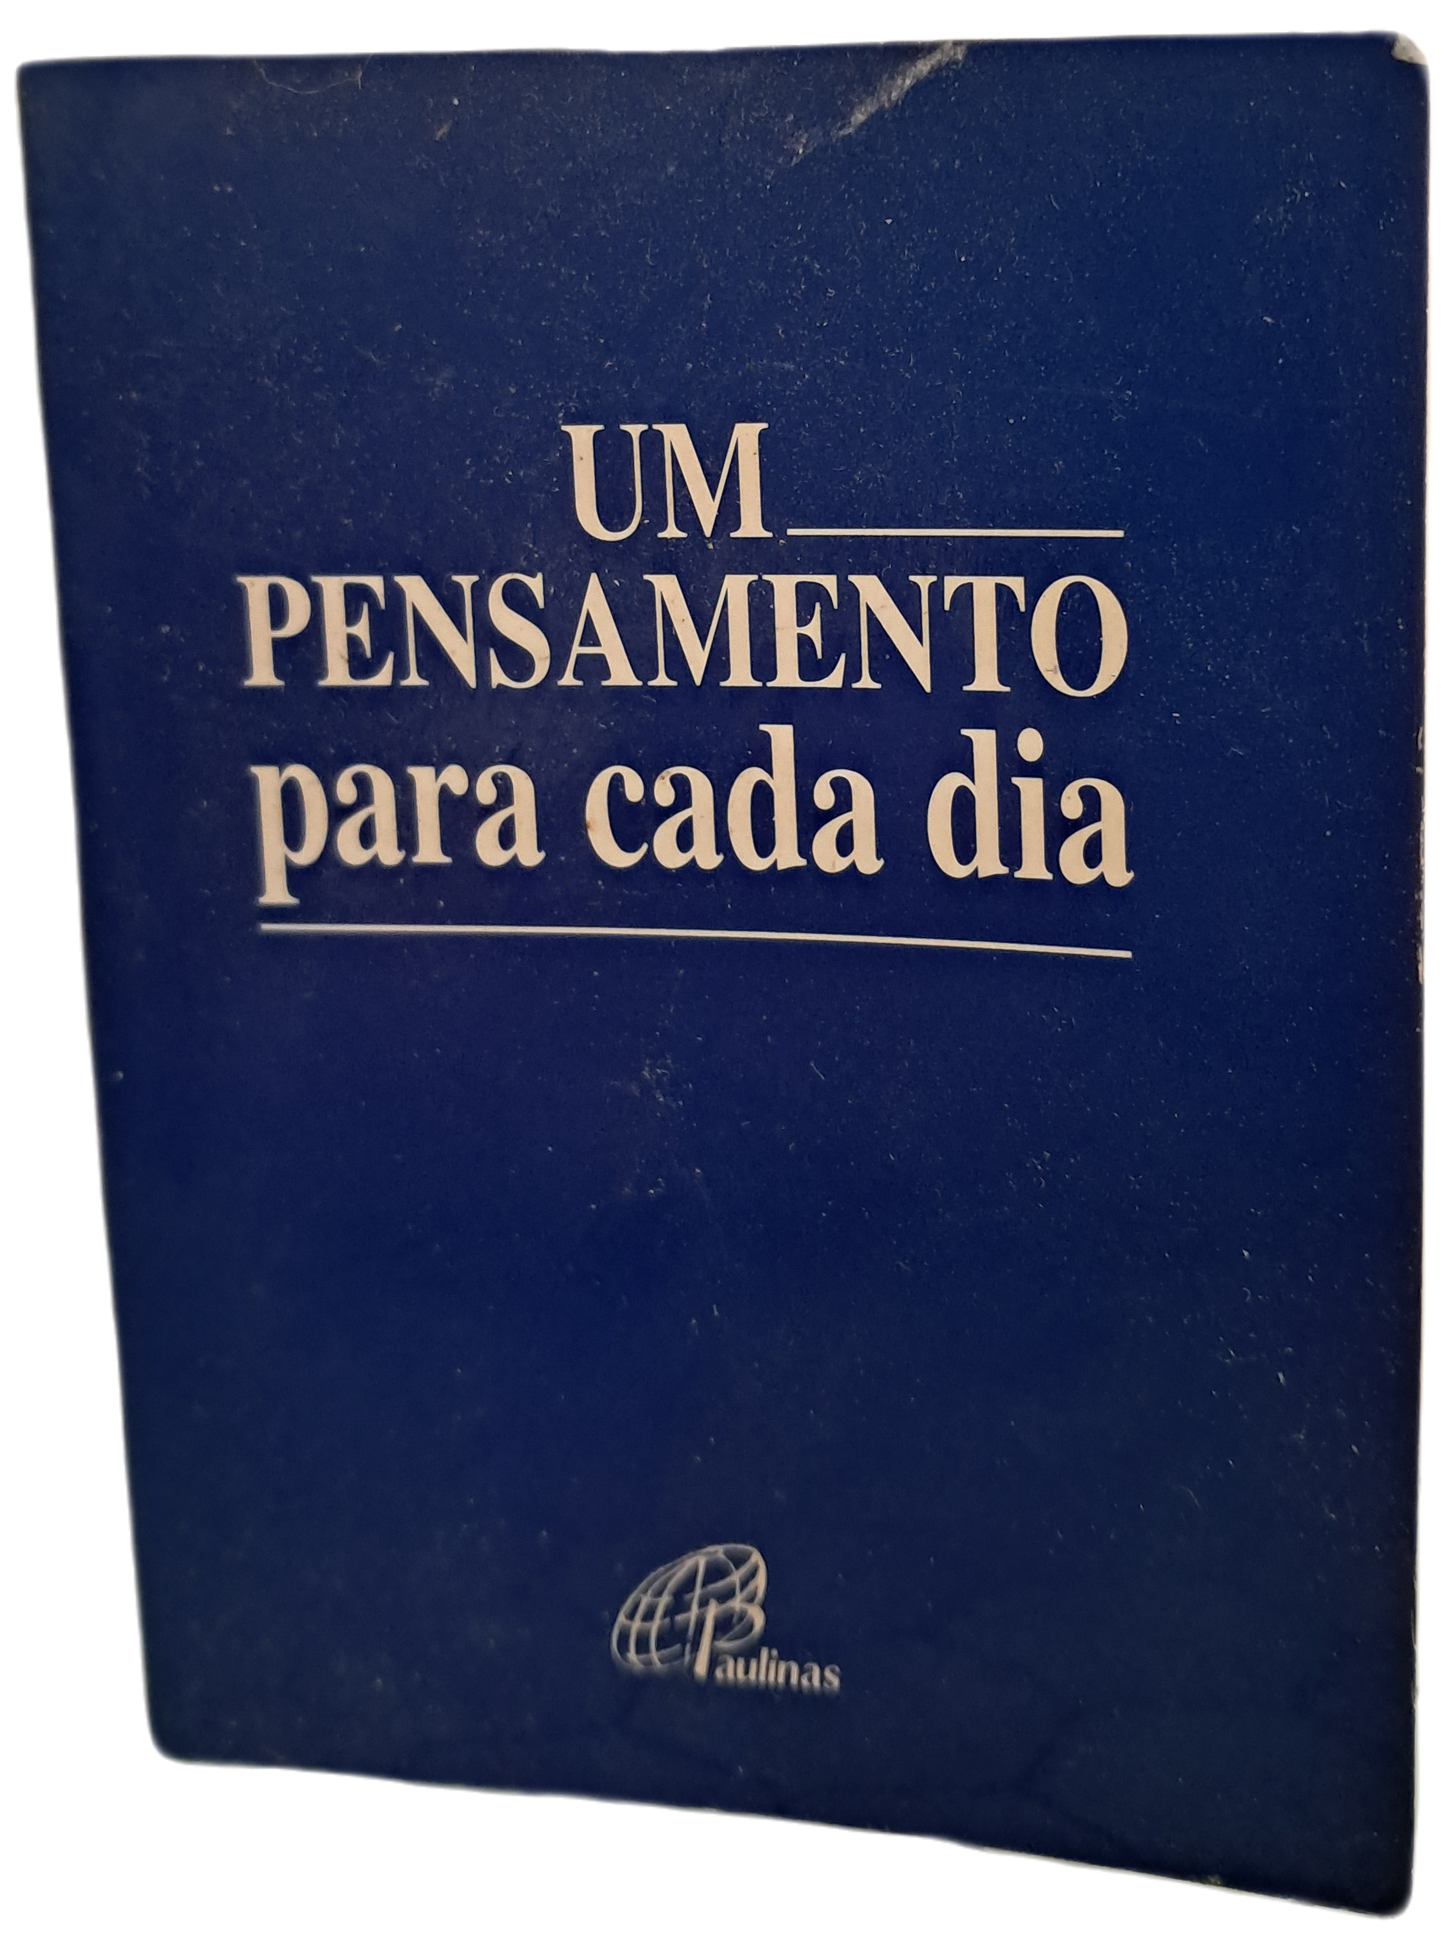 UM
PENSAMENTO
para cada dia
Paulinas